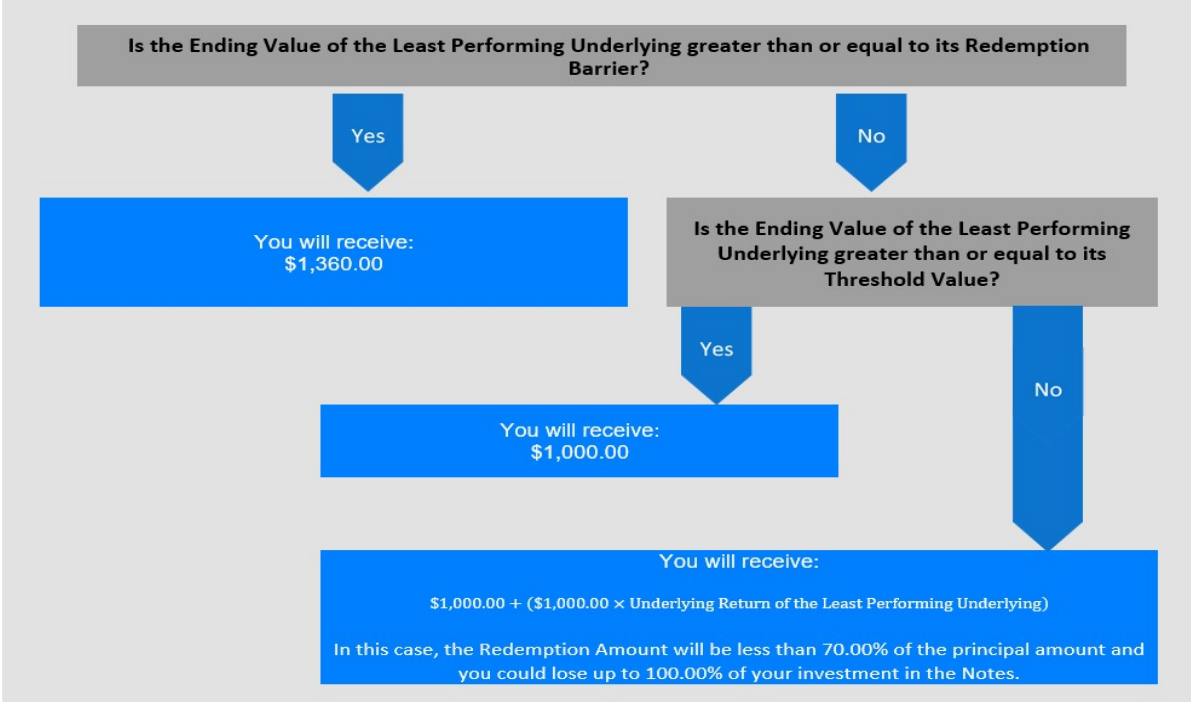 Is the Ending Value of the Least Performing Underlying greater than or equal to its Redemption
Barrier?
Yes
No
You will receive:
$1,360.00
Is the Ending Value of the Least Performing
Underlying greater than or equal to its
Threshold Value?
Yes
No
You will receive:
$1,000.00
You will receive:
$1,000.00 + ($1,000.00 × Underlying Return of the Least Performing Underlying)
In this case, the Redemption Amount will be less than 70.00% of the principal amount and
you could lose up to 100.00% of your investment in the Notes.